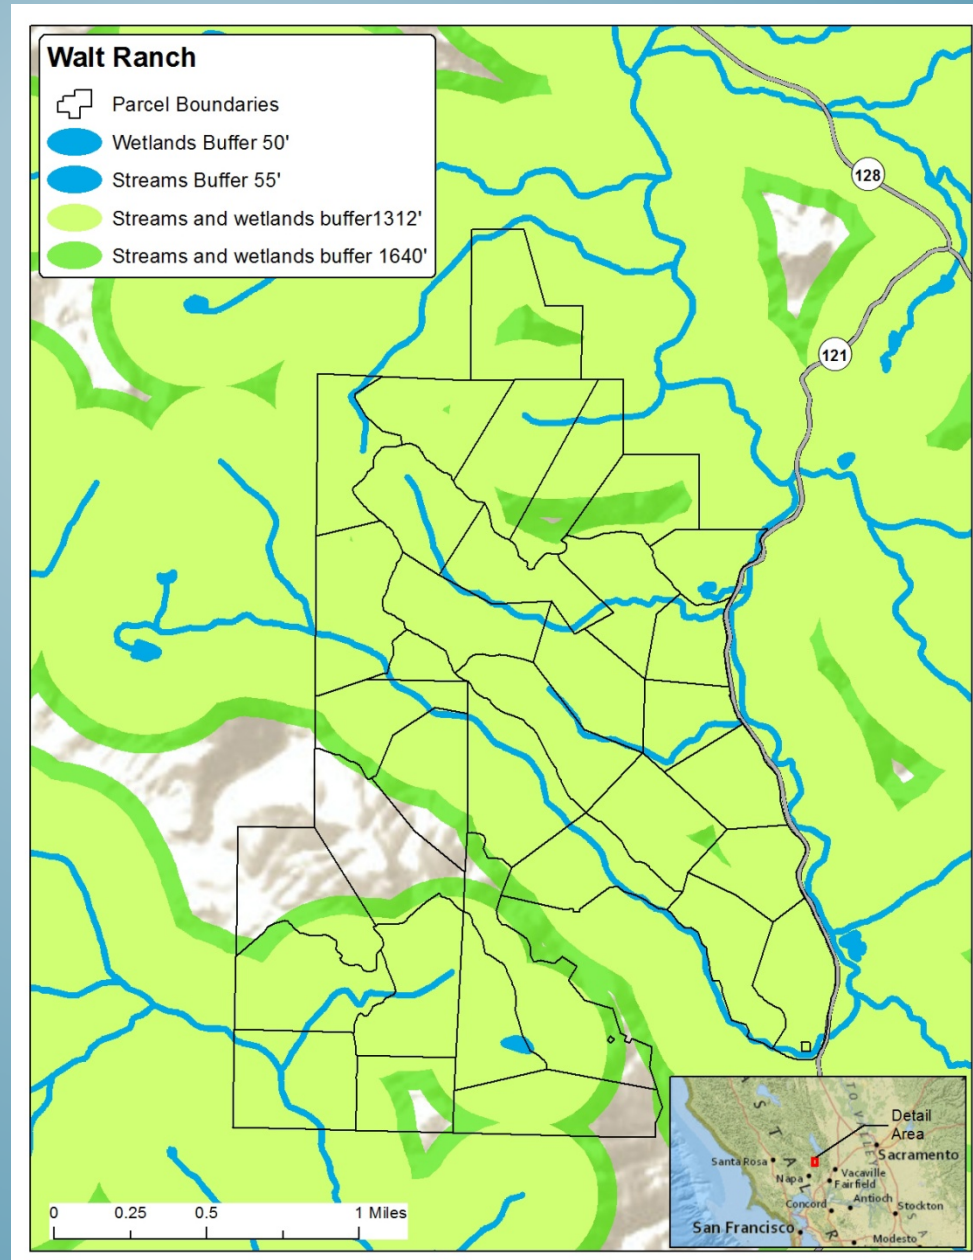 Walt Ranch
Parcel Boundaries
Wetlands Buffer 50'
Streams Buffer 55'
Streams and wetlands buffer1312'
Streams and wetlands buffer 1640'
128
121
0 0.25 0.5 1 Miles
Detail
Area
Sacramento
Santa Rosa
Napa
Vacaville
Fairfield
Concord
Antioch
Stockton
San Francisco
Modesto